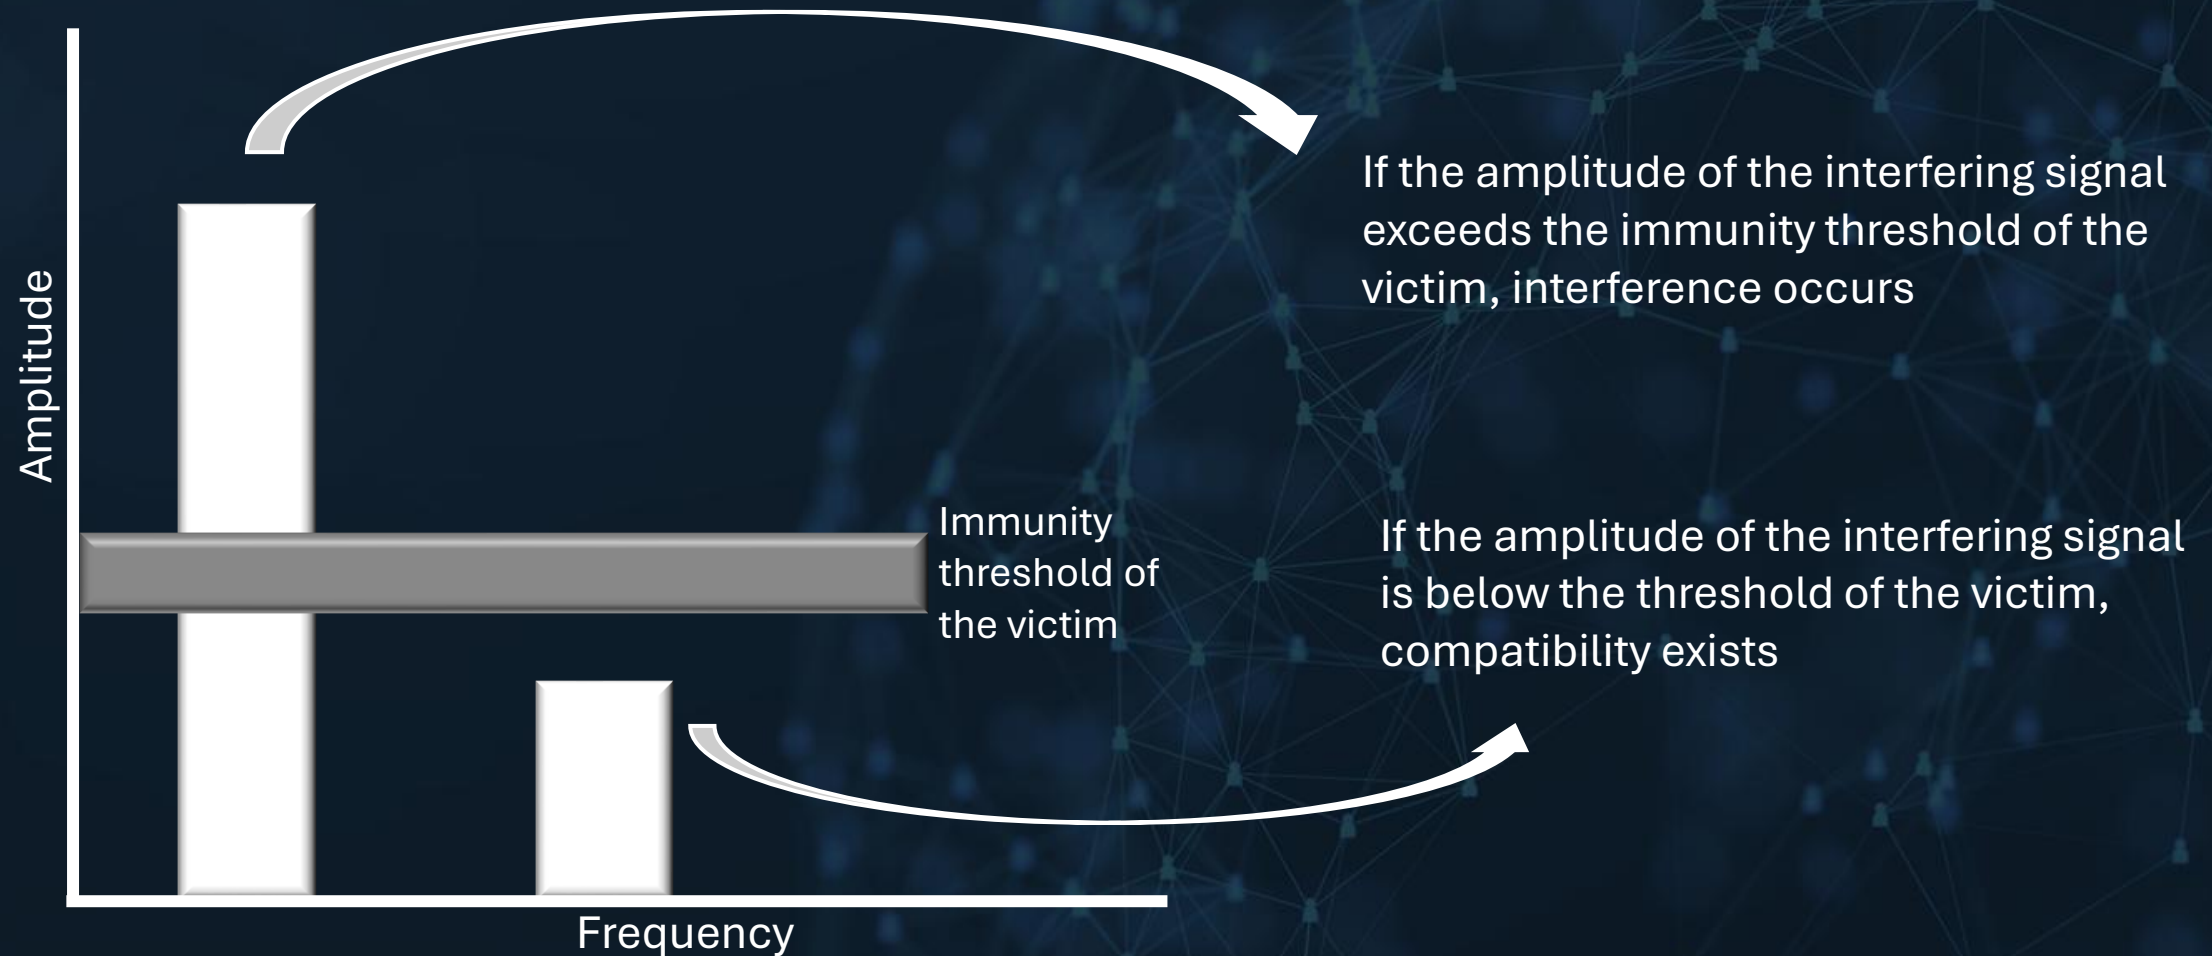 Amplitude
If the amplitude of the interfering signal
exceeds the immunity threshold of the
victim, interference occurs
Immunity
threshold of
the victim
If the amplitude of the interfering signal
is below the threshold of the victim,
compatibility exists
Frequency